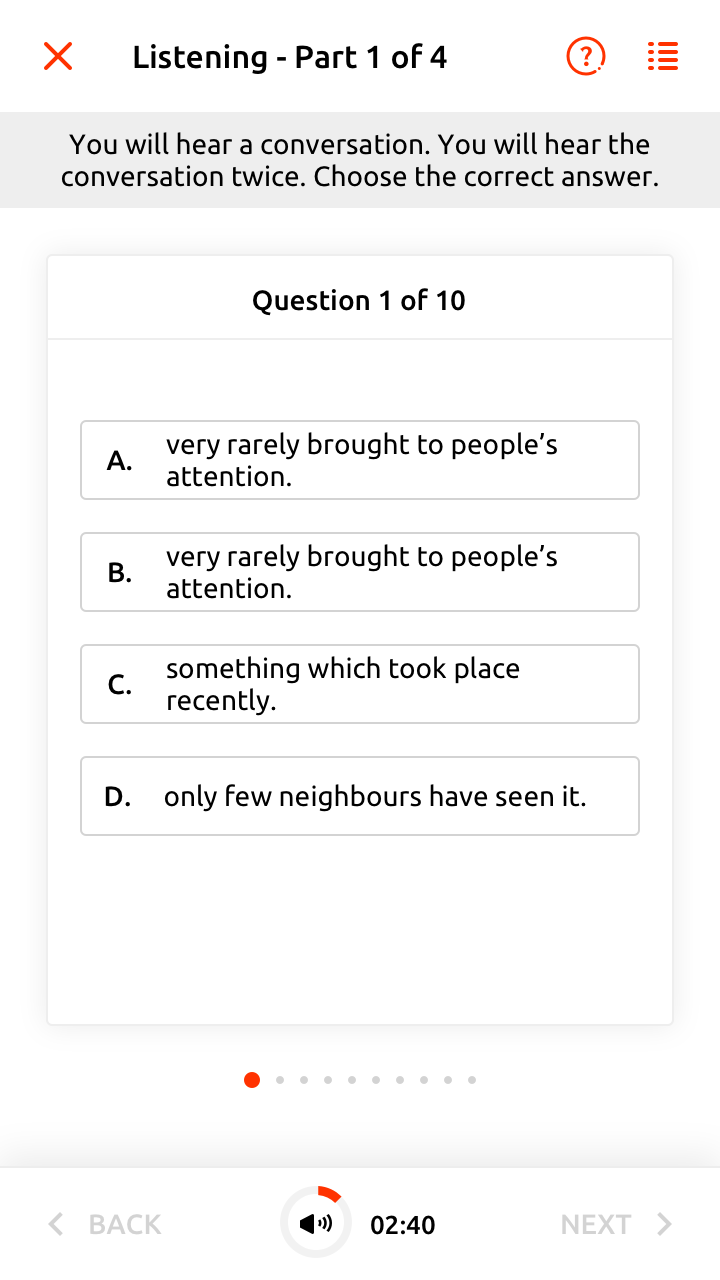 Listening - Part 1 of 4
?
You will hear a conversation. You will hear the
conversation twice. Choose the correct answer.
Question 1 of 10
A. very rarely brought to people’s
attention.
B. very rarely brought to people’s
attention.
C. something which took place
recently.
D. only few neighbours have seen it.
BACK 02:40 NEXT